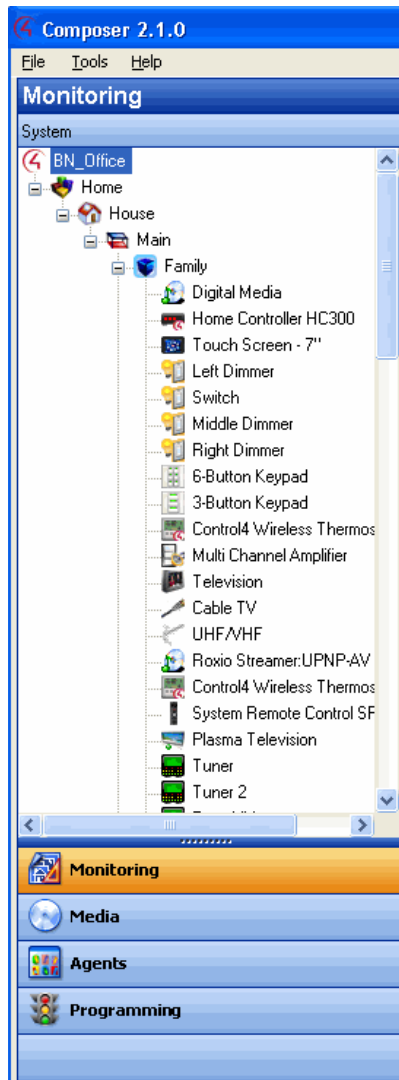 Composer 2.1.0
File Tools Help
Monitoring
System
BN_Office
Home
House
Main
Family
Digital Media
Home Controller HC300
Touch Screen - 7"
Left Dimmer
Switch
Middle Dimmer
Right Dimmer
6-Button Keypad
3-Button Keypad
Control4 Wireless Thermos
Multi Channel Amplifier
Television
Cable TV
UHF/VHF
Roxio Streamer:UPNP-AV
Control4 Wireless Thermos
System Remote Control SF
Plasma Television
Tuner
Tuner 2
Monitoring
Media
Agents
Programming